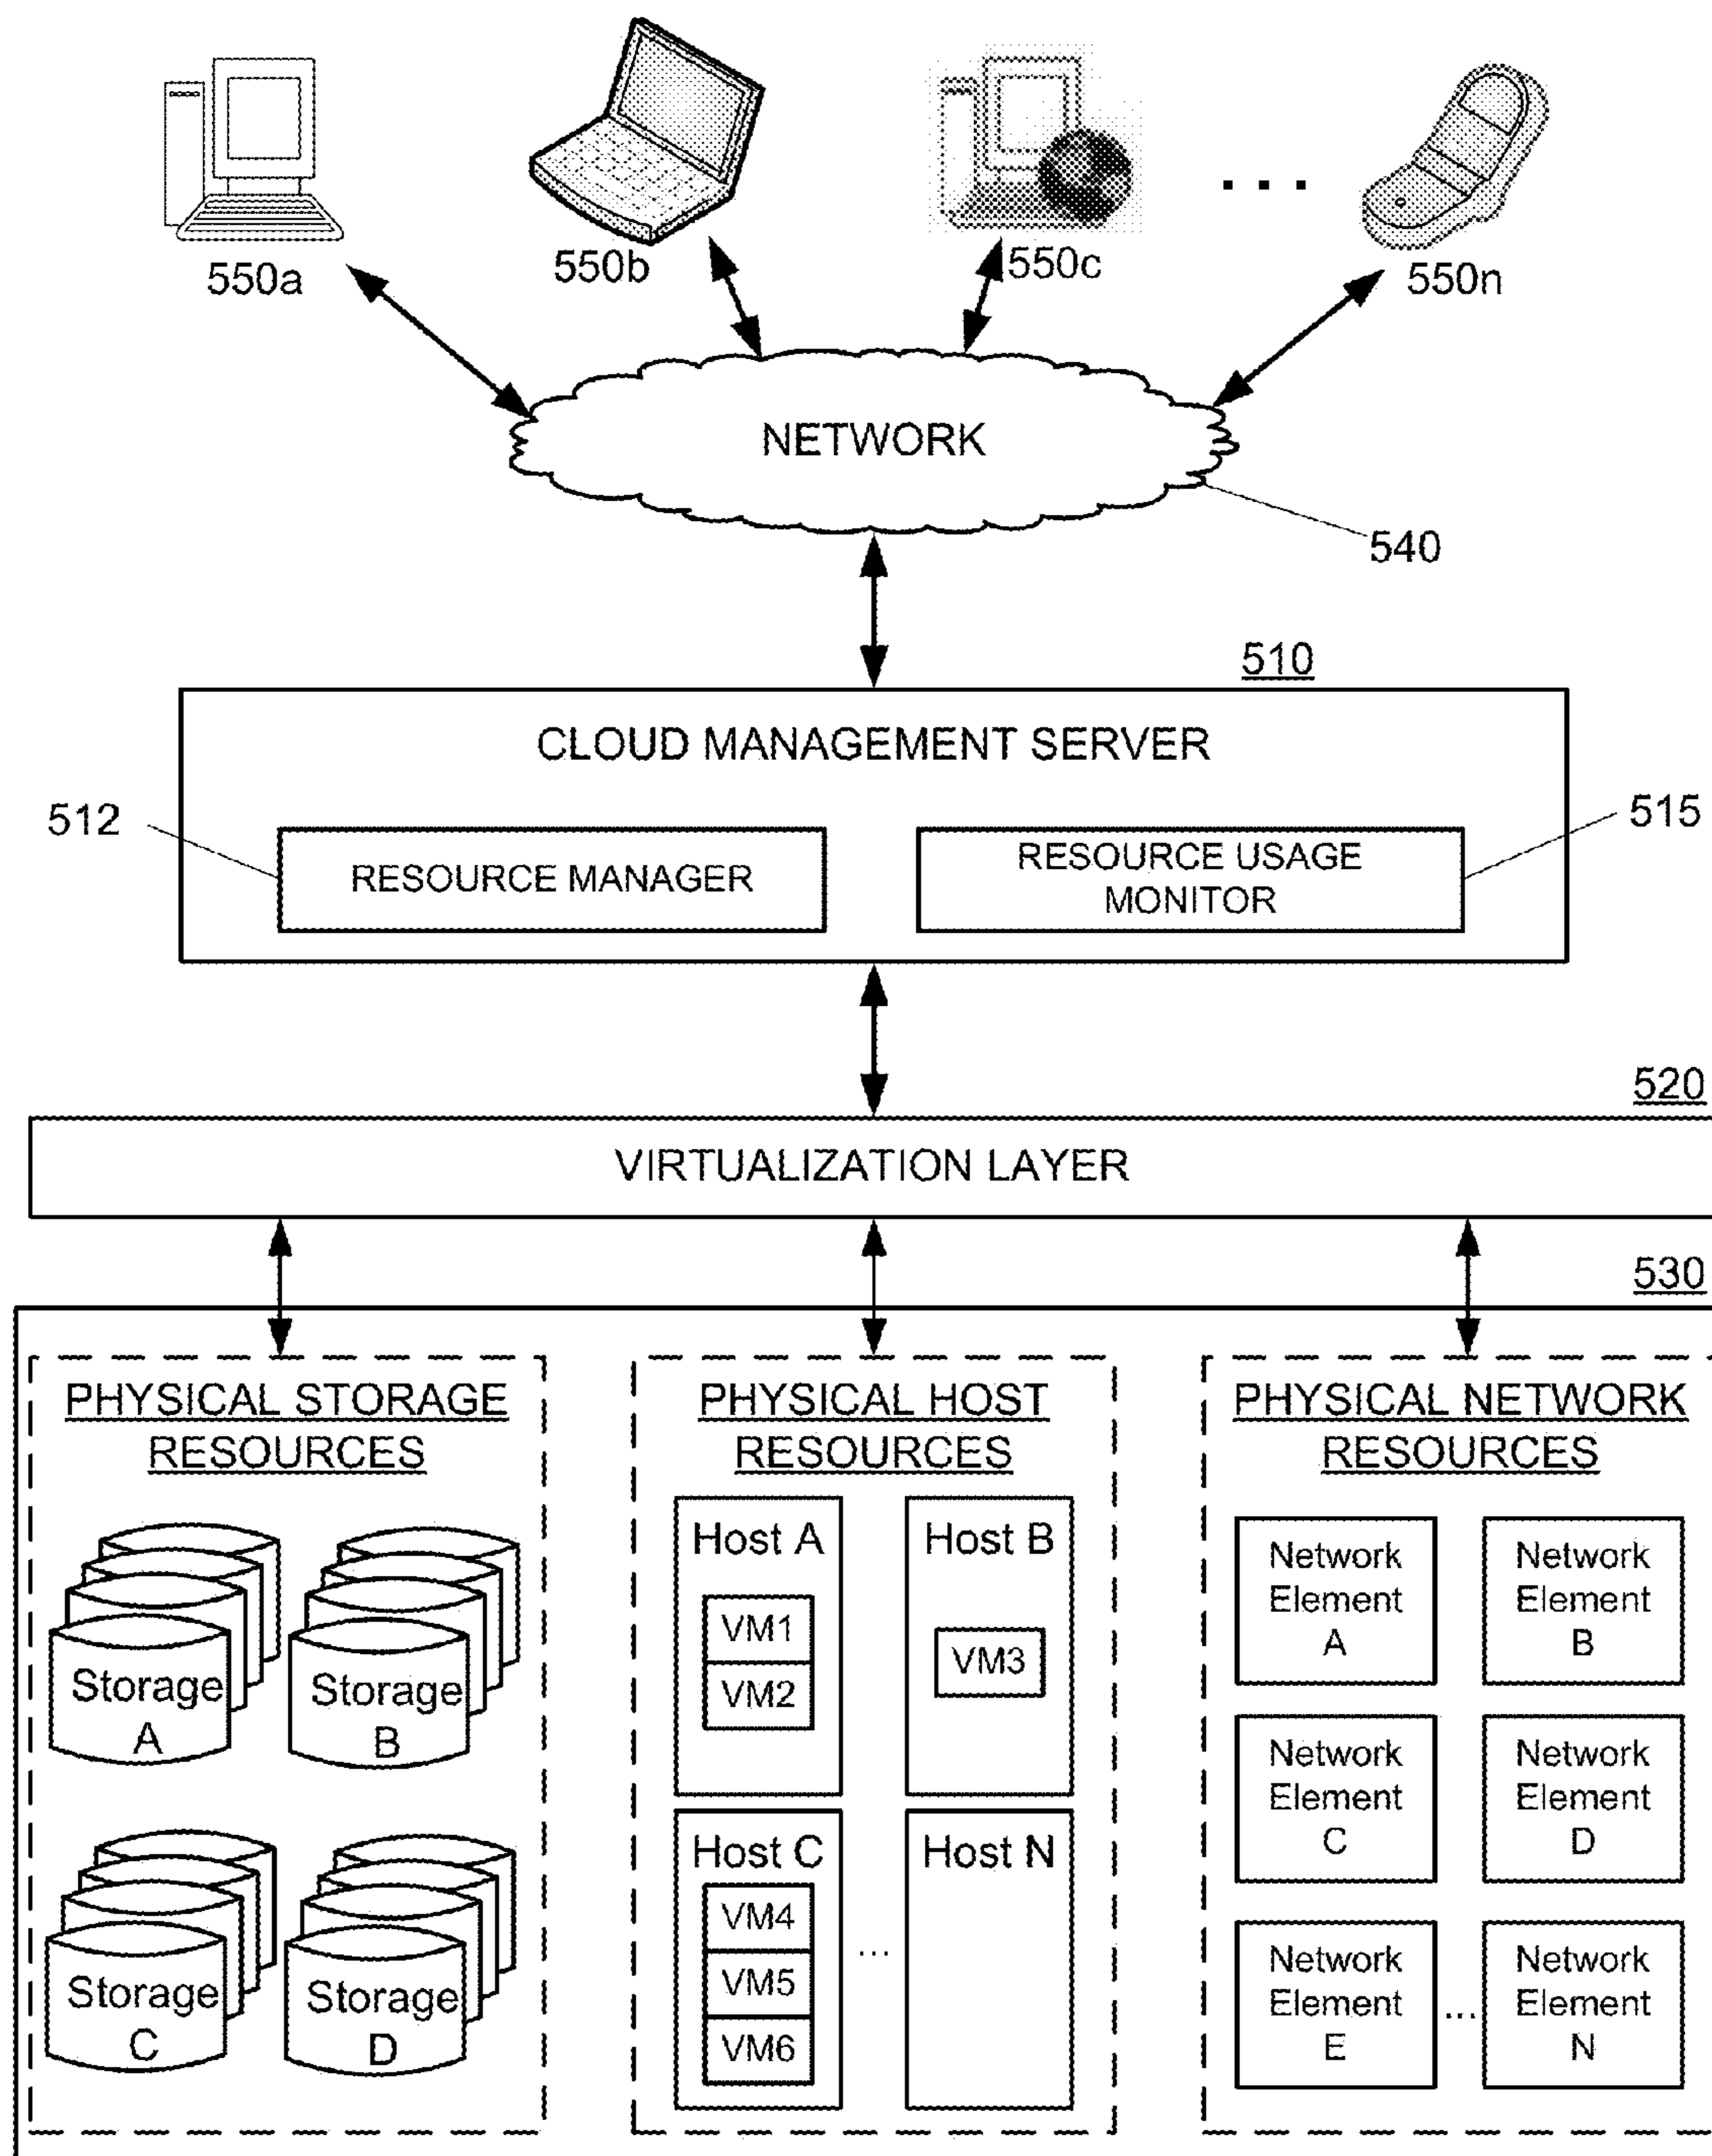 550a
550b
550c
. . .
550n
NETWORK
540
510
CLOUD MANAGEMENT SERVER
512
515
RESOURCE MANAGER
RESOURCE USAGE
MONITOR
520
VIRTUALIZATION LAYER
530
PHYSICAL STORAGE
RESOURCES
Storage
A
Storage
B
Storage
C
Storage
D
PHYSICAL HOST
RESOURCES
Host A
VM1
VM2
Host B
VM3
Host C
VM4
VM5
VM6
...
Host N
PHYSICAL NETWORK
RESOURCES
Network
Element
A
Network
Element
B
Network
Element
C
Network
Element
D
Network
Element
E
...
Network
Element
N